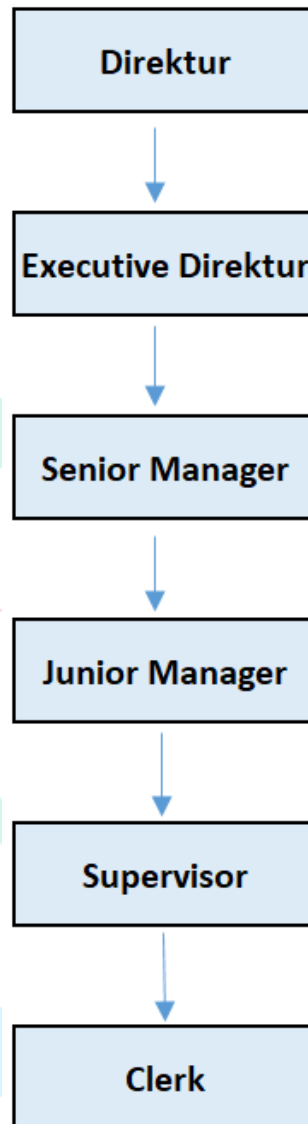 Direktur
Executive Direktur
Senior Manager
Junior Manager
Supervisor
Clerk